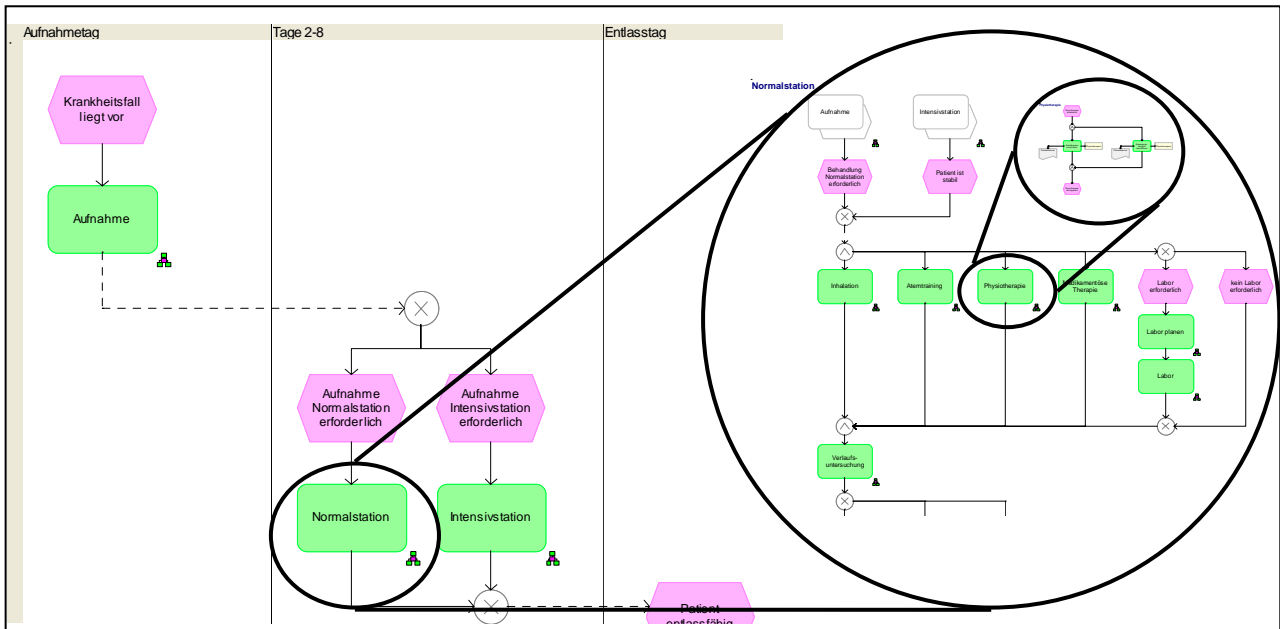 Aufnahmetag
Tage 2-8
Entlasstag
Krankheitsfall
liegt vor
Aufnahme
Aufnahme
Normalstation
erforderlich
Aufnahme
Intensivstation
erforderlich
Normalstation
Intensivstation
Patient
entlassfähig
Normalstation
Aufnahme
Intensivstation
Behandlung
Normalstation
erforderlich
Patient ist
stabil
Physiotherapie
Inhalation
Atemtraining
Physiotherapie
Medikamentöse
Therapie
Labor
erforderlich
kein Labor
erforderlich
Labor planen
Labor
Verlaufs-
untersuchung